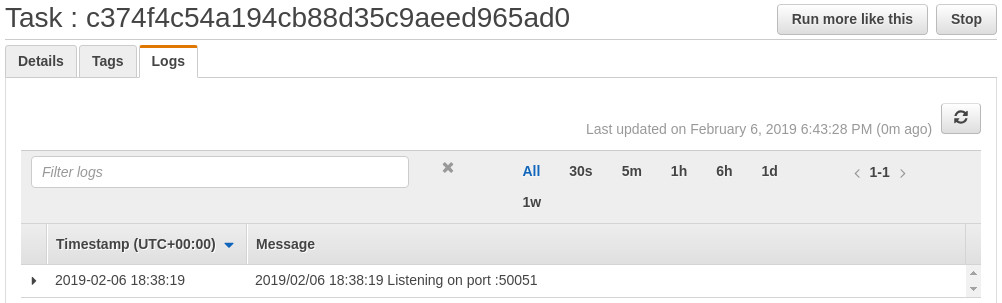 Task : c374f4c54a194cb88d35c9aeed965ad0
Run more like this
Stop
Details
Tags
Logs
Last updated on February 6, 2019 6:43:28 PM (0m ago)
Filter logs
All 30s 5m 1h 6h 1d
1w
1-1
Timestamp (UTC+00:00) Message
2019-02-06 18:38:19 2019/02/06 18:38:19 Listening on port :50051